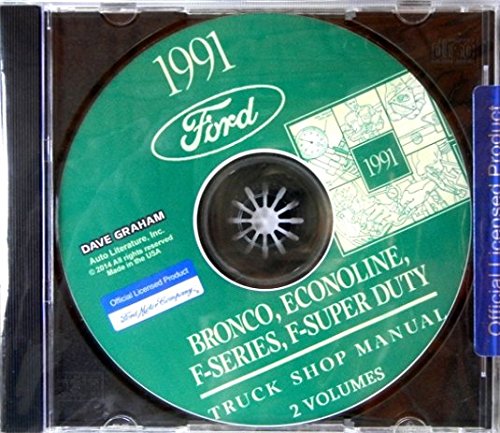 1991
Ford
1991
DAVE GRAHAM
Auto Literature, Inc.
© 2014 All rights reserved
Made in the USA
Official Licensed Product
Ford Motor Company
BRONCO, ECONOLINE,
F-SERIES, F-SUPER DUTY
TRUCK SHOP MANUAL
2 VOLUMES
Official Licensed Product